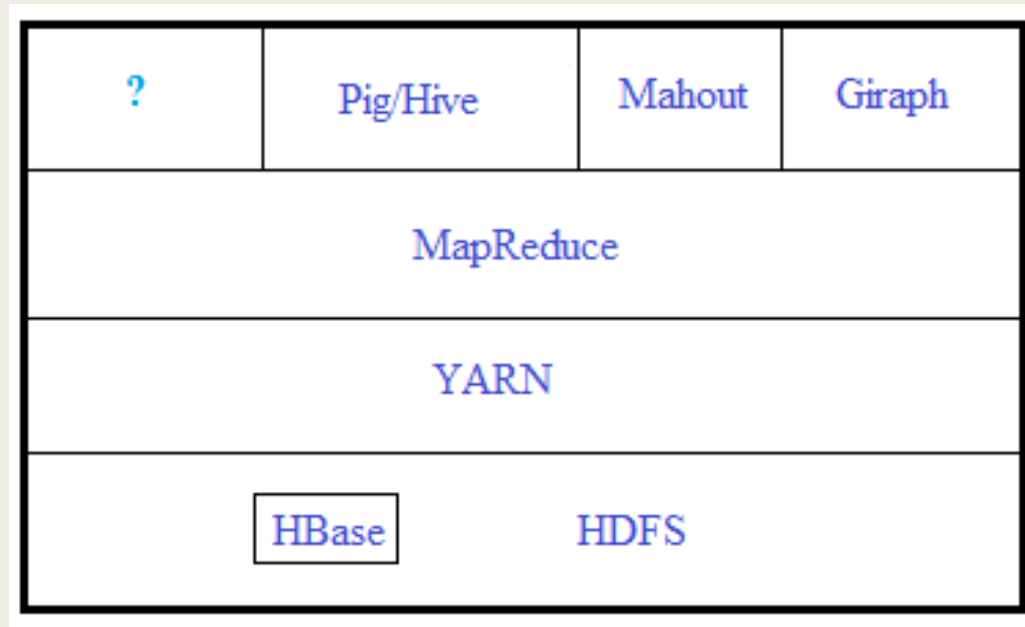 ?
Pig/Hive
Mahout
Giraph
MapReduce
YARN
HBase
HDFS